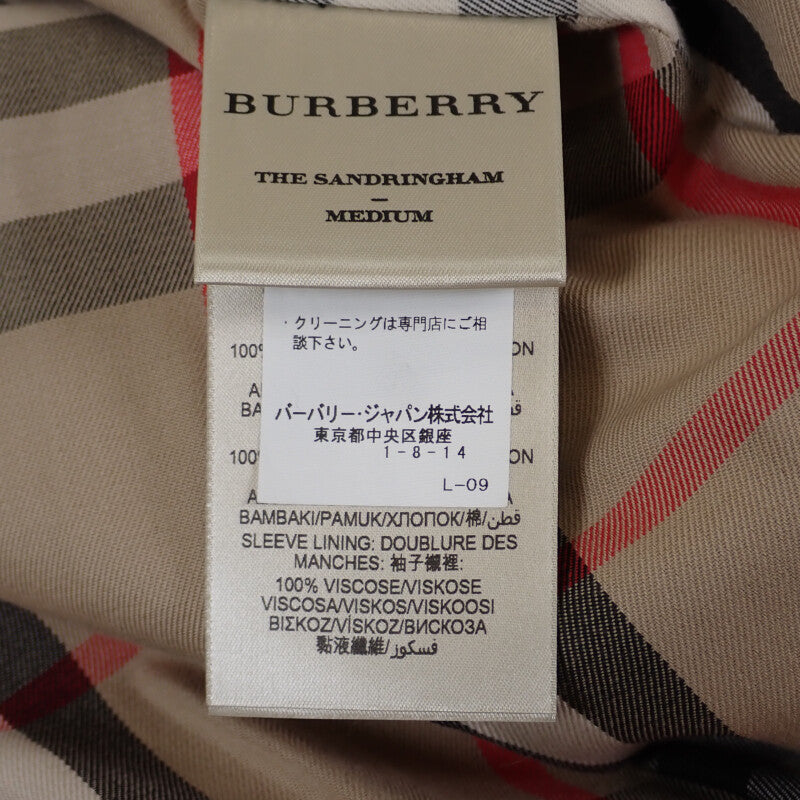 BURBERRY
THE SANDRINGHAM
–
MEDIUM
・クリーニングは専門店にご相
談下さい。
100%
バーバリー・ジャパン株式会社
قطن
東京都中央区銀座
1-8-14
100%
L-09
BAMBAKI/PAMUK/ХЛОПОК/棉/قطن
SLEEVE LINING: DOUBLURE DES
MANCHES: 袖子襯裡:
100% VISCOSE/VISKOSE
VISCOSA/VISKOS/VISKOOSI
ΒΙΣΚΟΖ/VİSKOZ/ВИСКОЗА
黏液纖維/فسكوز